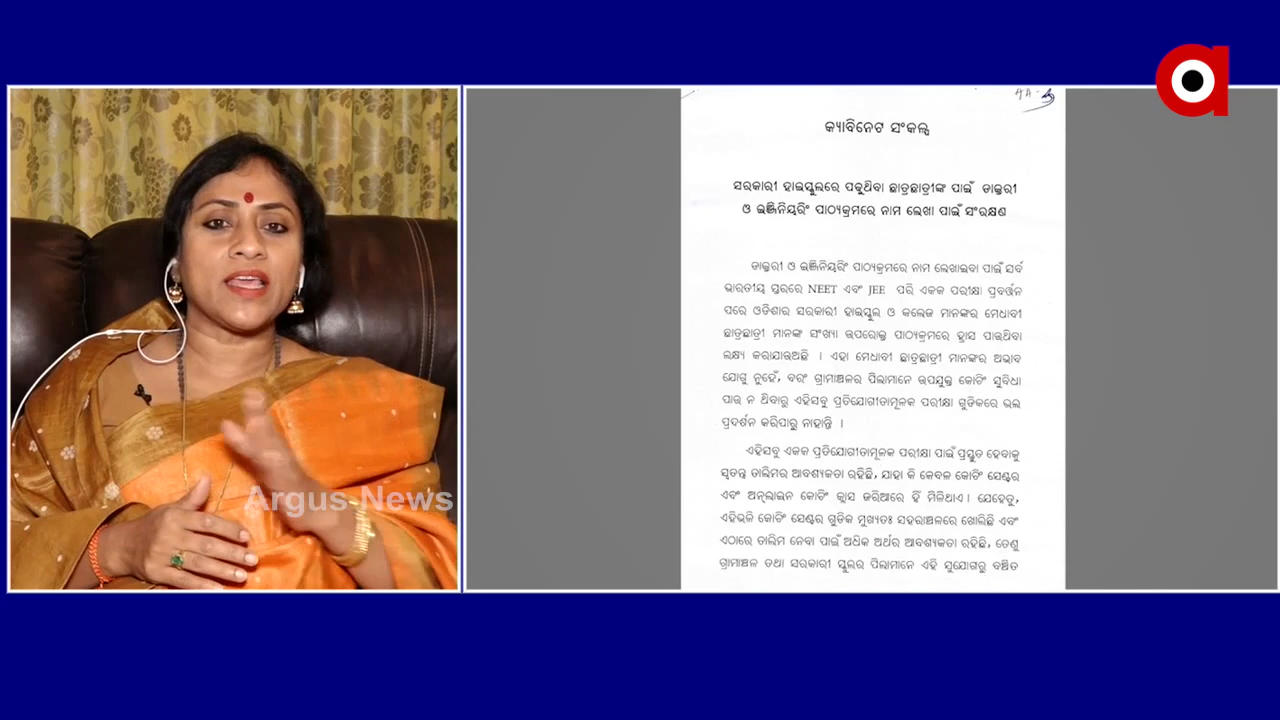 କ୍ୟାବିନେଟ ସଂକଳ୍ପ
ସରକାରୀ ହାଇସ୍କୁଲରେ ପଢୁଥିବା ଛାତ୍ରଛାତ୍ରୀଙ୍କ ପାଇଁ ଡାକ୍ତରୀ
ଓ ଇଞ୍ଜିନିୟରିଂ ପାଠ୍ୟକ୍ରମରେ ନାମ ଲେଖା ପାଇଁ ସଂରକ୍ଷଣ
ଡାକ୍ତରୀ ଓ ଇଞ୍ଜିନିୟରିଂ ପାଠ୍ୟକ୍ରମରେ ନାମ ଲେଖାଇବା ପାଇଁ ସର୍ବ
ଭାରତୀୟ ସ୍ତରରେ NEET ଏବଂ JEE ପରି ଏକକ ପରୀକ୍ଷା ପ୍ରବର୍ତ୍ତନ
ପରେ ଓଡିଶାର ସରକାରୀ ହାଇସ୍କୁଲ ଓ କଲେଜ ମାନଙ୍କର ମେଧାବୀ
ଛାତ୍ରଛାତ୍ରୀ ମାନଙ୍କ ସଂଖ୍ୟା ଉପରୋକ୍ତ ପାଠ୍ୟକ୍ରମରେ ହ୍ରାସ ପାଉଥିବା
ଲକ୍ଷ୍ୟ କରାଯାଉଅଛି । ଏହା ମେଧାବୀ ଛାତ୍ରଛାତ୍ରୀ ମାନଙ୍କର ଅଭାବ
ଯୋଗୁ ନୁହେଁ, ବରଂ ଗ୍ରାମାଞ୍ଚଳର ପିଲାମାନେ ଉପଯୁକ୍ତ କୋଚିଂ ସୁବିଧା
ପାଉ ନ ଥିବାରୁ ଏହିସବୁ ପ୍ରତିଯୋଗୀତାମୂଳକ ପରୀକ୍ଷା ଗୁଡିକରେ ଭଲ
ପ୍ରଦର୍ଶନ କରିପାରୁ ନାହାନ୍ତି ।
ଏହିସବୁ ଏକକ ପ୍ରତିଯୋଗୀତାମୂଳକ ପରୀକ୍ଷା ପାଇଁ ପ୍ରସ୍ତୁତ ହେବାକୁ
ସ୍ୱତନ୍ତ୍ର ତାଲିମର ଆବଶ୍ୟକତା ରହିଛି, ଯାହା କି କେବଳ କୋଚିଂ ସେଣ୍ଟର
ଏବଂ ଅନ୍‌ଲାଇନ କୋଚିଂ କ୍ଲାସ ଜରିଆରେ ହିଁ ମିଳିଥାଏ । ଯେହେତୁ,
ଏହିଭଳି କୋଚିଂ ସେଣ୍ଟର ଗୁଡିକ ମୁଖ୍ୟତଃ ସହରାଞ୍ଚଳରେ ଖୋଲିଛି ଏବଂ
ଏଠାରେ ତାଲିମ ନେବା ପାଇଁ ଅଧିକ ଅର୍ଥର ଆବଶ୍ୟକତା ରହିଛି, ତେଣୁ
ଗ୍ରାମାଞ୍ଚଳ ତଥା ସରକାରୀ ସ୍କୁଲର ପିଲାମାନେ ଏହି ସୁଯୋଗରୁ ବଞ୍ଚିତ
Argus News